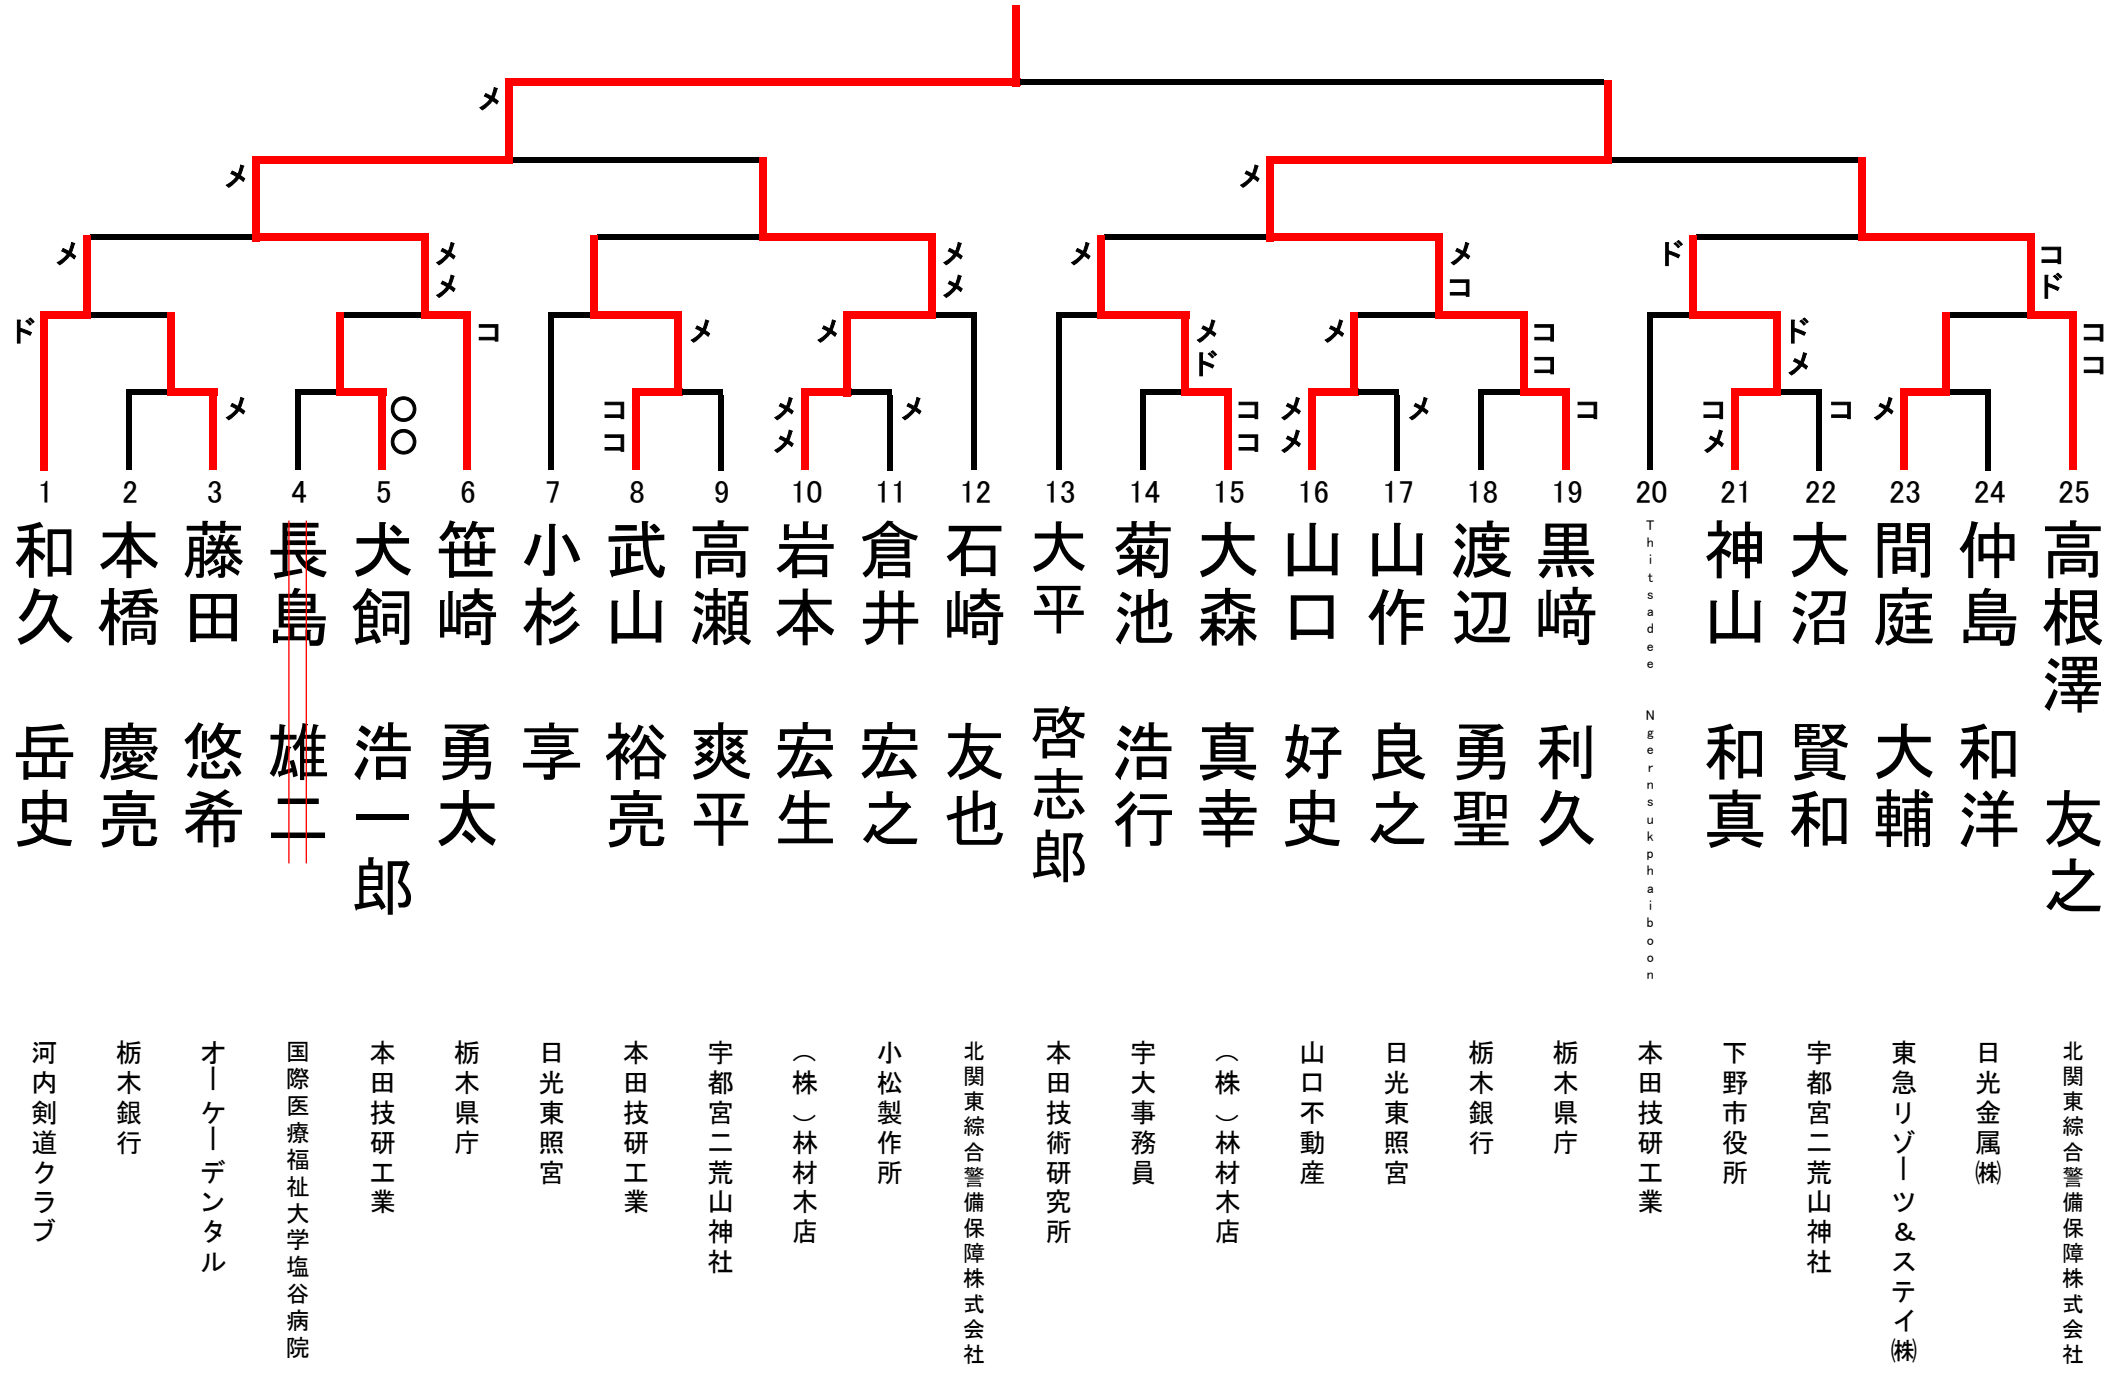 メ
メ
メ
メ
メ
メ
メ
メ
メ
メ
コ
ド
コ
ド
ド
コ
メ
メ
メ
ド
メ
コ
コ
ド
メ
コ
コ
メ
〇
〇
コ
コ
メ
メ
メ
コ
コ
メ
メ
メ
コ
コ
メ
コ
メ
1 2 3 4 5 6 7 8 9 10 11 12 13 14 15 16 17 18 19 20 21 22 23 24 25
和久 岳史
本橋 慶亮
藤田 悠希
長島 雄二
犬飼 浩一郎
笹崎 勇太
小杉 享
武山 裕亮
高瀬 爽平
岩本 宏生
倉井 宏之
石崎 友也
大平 啓志郎
菊池 浩行
大森 真幸
山口 好史
山作 良之
渡辺 勇聖
黒﨑 利久
Thitsadee Ngernsukphaiboon
神山 和真
大沼 賢和
間庭 大輔
仲島 和洋
高根澤 友之
河内剣道クラブ
栃木銀行
オーケーデンタル
国際医療福祉大学塩谷病院
本田技研工業
栃木県庁
日光東照宮
本田技研工業
宇都宮二荒山神社
（株）林材木店
小松製作所
北関東綜合警備保障株式会社
本田技術研究所
宇大事務員
（株）林材木店
山口不動産
日光東照宮
栃木銀行
栃木県庁
本田技研工業
下野市役所
宇都宮二荒山神社
東急リゾーツ＆ステイ㈱
日光金属㈱
北関東綜合警備保障株式会社